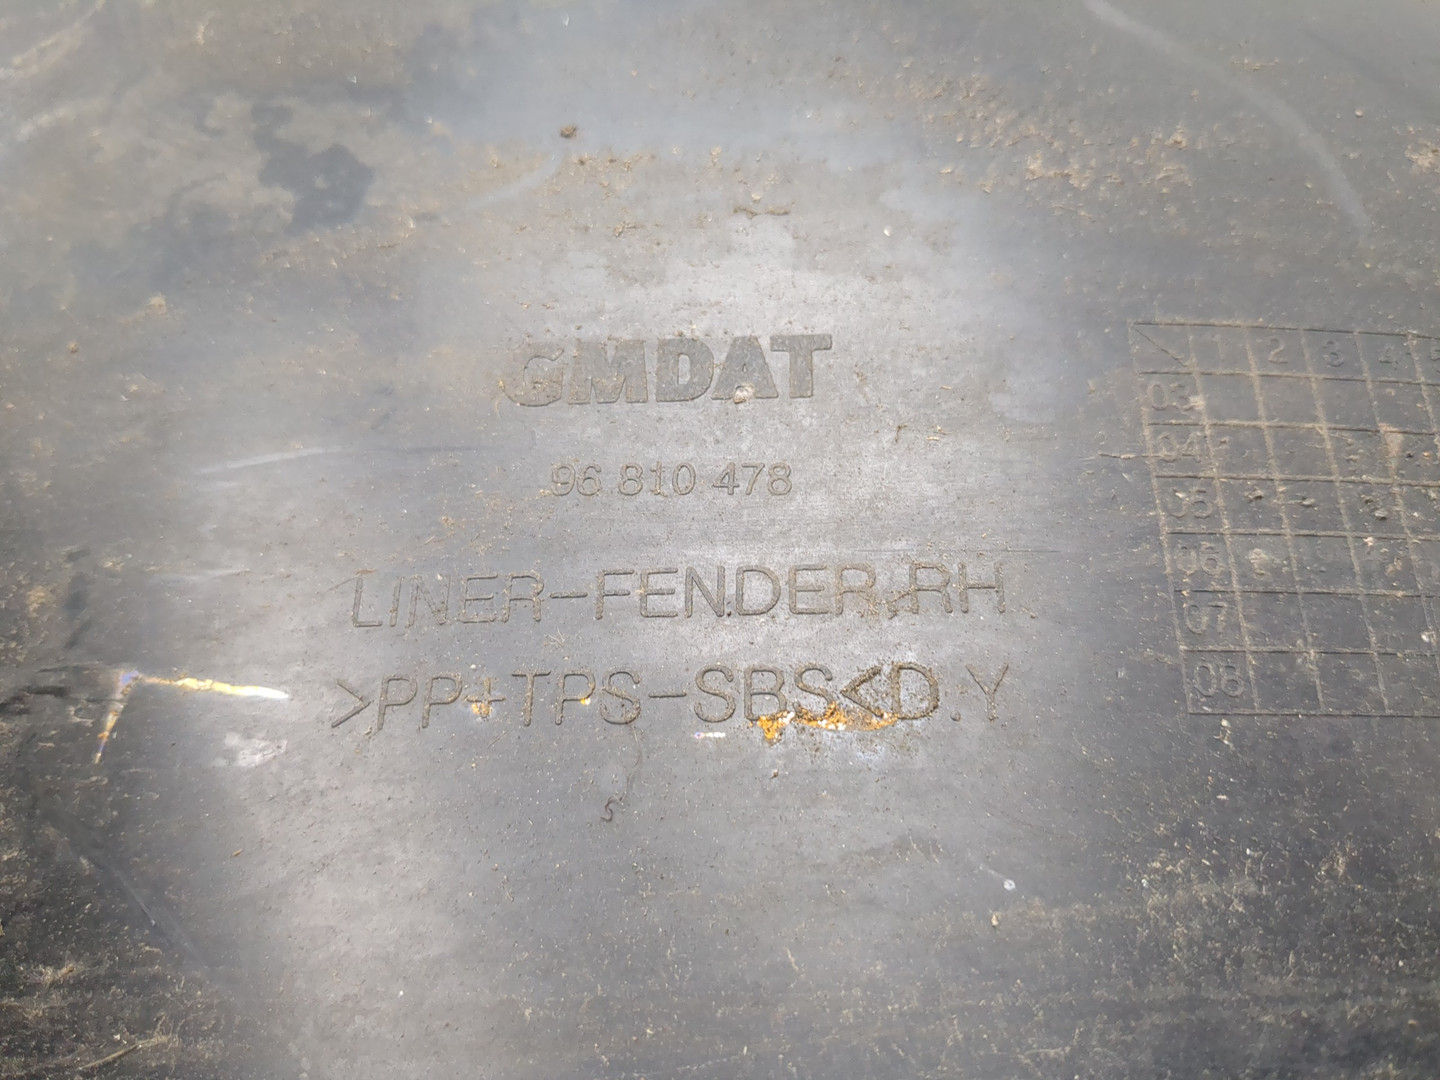 GMDAT
96 810 478
LINER-FENDER,RH
>PP+TPS-SBS<D.Y
1 2 3 4 5
03
04
05
06
07
08